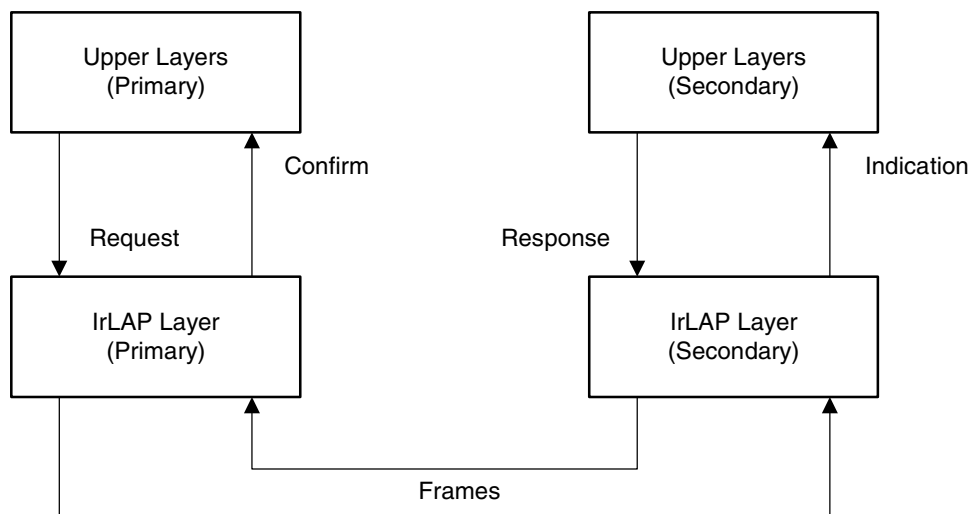 Upper Layers
(Primary)
Upper Layers
(Secondary)
Confirm
Indication
Request
Response
IrLAP Layer
(Primary)
IrLAP Layer
(Secondary)
Frames